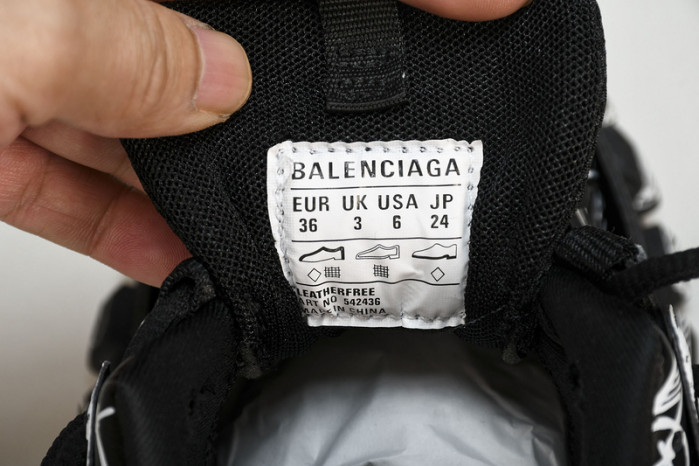 BALENCIAGA
EUR UK USA JP
36 3 6 24
LEATHERFREE
ART NO 542436
MADE IN CHINA